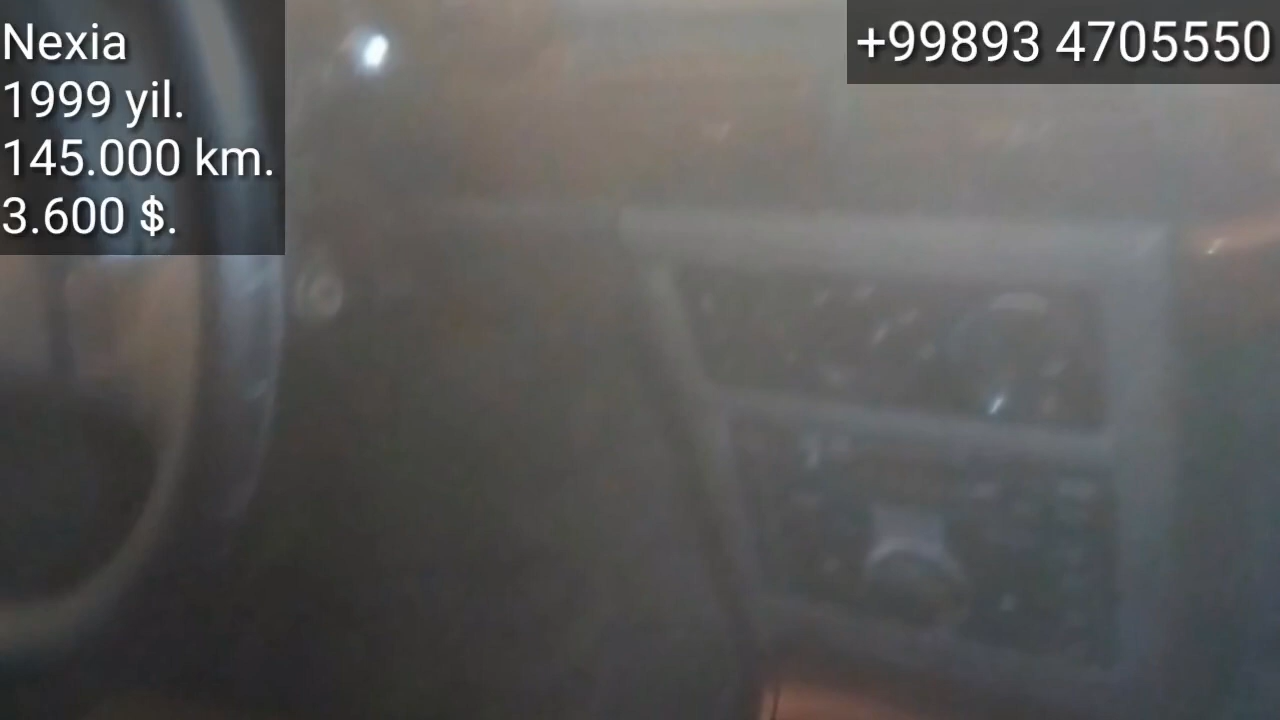 Nexia
1999 yil.
145.000 km.
3.600 $.
+99893 4705550